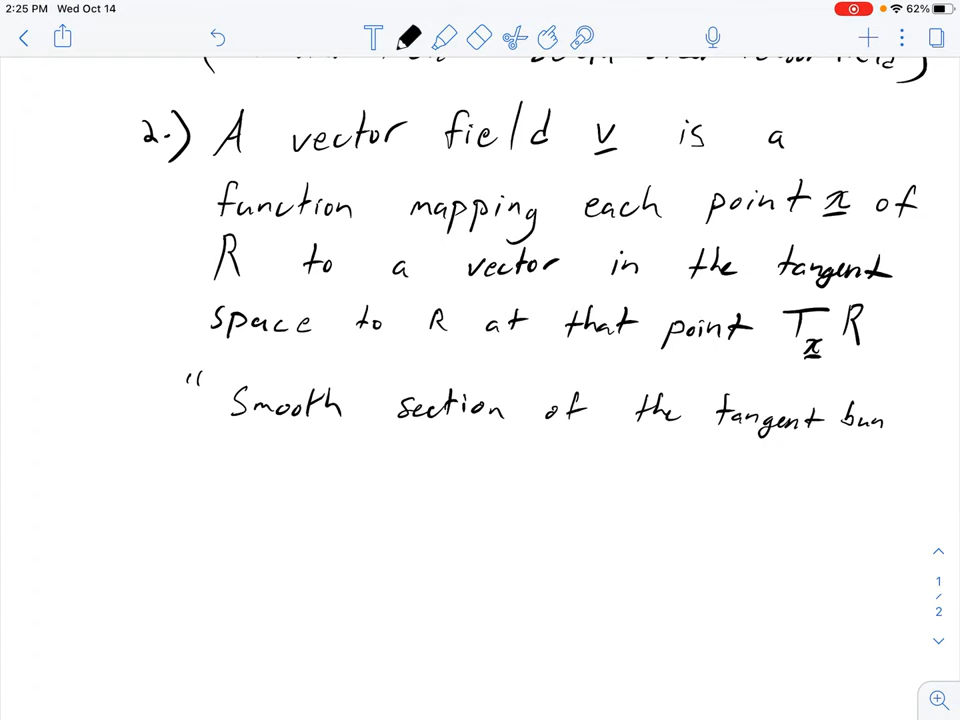 2:25 PM Wed Oct 14
62%
2.) A vector field v is a
function mapping each point x of
R to a vector in the tangent
space to R at that point T_x R
" Smooth section of the tangent bun
1
/
2